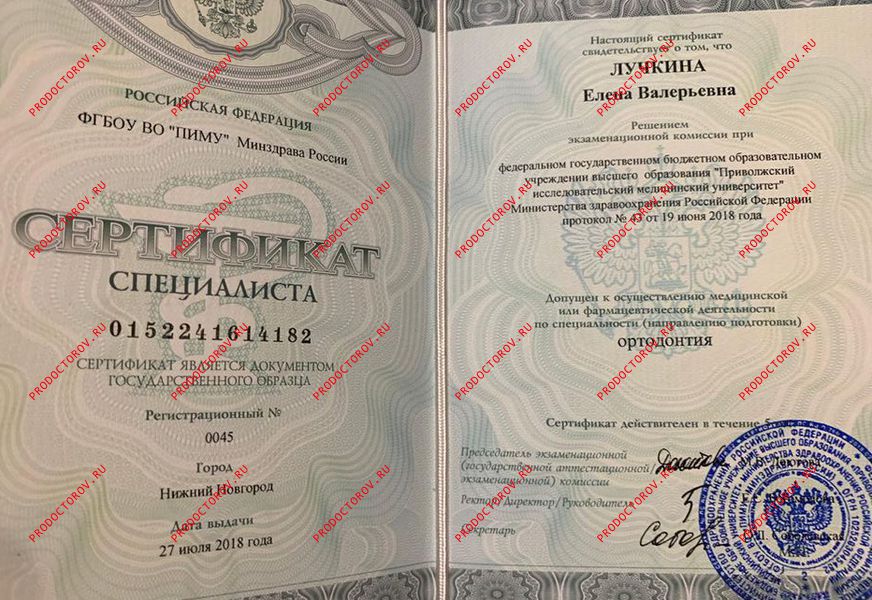 РОССИЙСКАЯ ФЕДЕРАЦИЯ
ФГБОУ ВО "ПИМУ" Минздрава России
СЕРТИФИКАТ
СПЕЦИАЛИСТА
0152241614182
СЕРТИФИКАТ ЯВЛЯЕТСЯ ДОКУМЕНТОМ
ГОСУДАРСТВЕННОГО ОБРАЗЦА
Регистрационный №
0045
Город
Нижний Новгород
Дата выдачи
27 июля 2018 года
Настоящий сертификат
свидетельствует о том, что
ЛУЧКИНА
Елена Валерьевна
Решением
экзаменационной комиссии при
федеральном государственном бюджетном образовательном
учреждении высшего образования "Приволжский
исследовательский медицинский университет"
Министерства здравоохранения Российской Федерации
протокол № 43 от 19 июня 2018 года
Допущен к осуществлению медицинской
или фармацевтической деятельности
по специальности (направлению подготовки)
ортодонтия
Сертификат действителен в течение 5
Председатель экзаменационной
(государственной аттестационной/
экзаменационной) комиссии
Ректор/Директор/Руководитель
Секретарь
PRODOCTOROV.RU